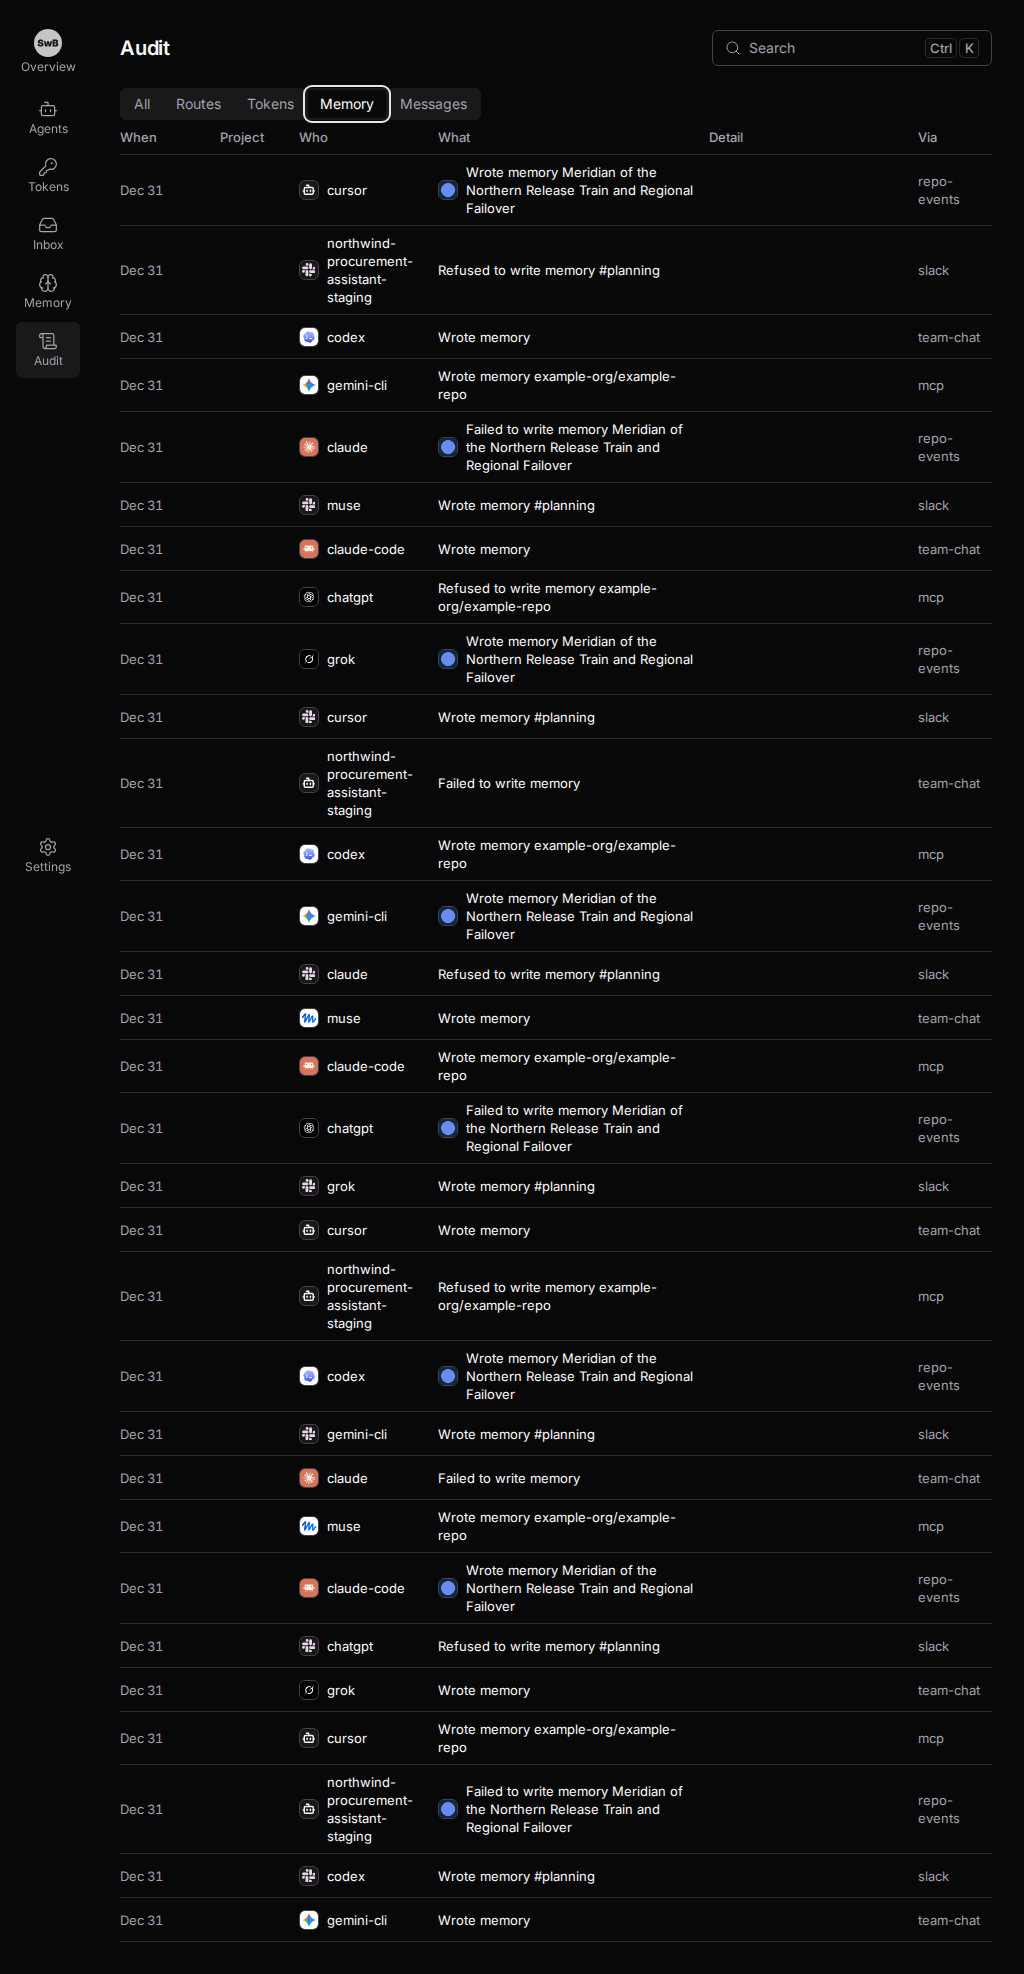 SwB
Overview
Agents
Tokens
Inbox
Memory
Audit
Settings
Audit
Search Ctrl K
All Routes Tokens Memory Messages
When Project Who What Detail Via
Dec 31 cursor Wrote memory Meridian of the Northern Release Train and Regional Failover repo-events
Dec 31 northwind-procurement-assistant-staging Refused to write memory #planning slack
Dec 31 codex Wrote memory team-chat
Dec 31 gemini-cli Wrote memory example-org/example-repo mcp
Dec 31 claude Failed to write memory Meridian of the Northern Release Train and Regional Failover repo-events
Dec 31 muse Wrote memory #planning slack
Dec 31 claude-code Wrote memory team-chat
Dec 31 chatgpt Refused to write memory example-org/example-repo mcp
Dec 31 grok Wrote memory Meridian of the Northern Release Train and Regional Failover repo-events
Dec 31 cursor Wrote memory #planning slack
Dec 31 northwind-procurement-assistant-staging Failed to write memory team-chat
Dec 31 codex Wrote memory example-org/example-repo mcp
Dec 31 gemini-cli Wrote memory Meridian of the Northern Release Train and Regional Failover repo-events
Dec 31 claude Refused to write memory #planning slack
Dec 31 muse Wrote memory team-chat
Dec 31 claude-code Wrote memory example-org/example-repo mcp
Dec 31 chatgpt Failed to write memory Meridian of the Northern Release Train and Regional Failover repo-events
Dec 31 grok Wrote memory #planning slack
Dec 31 cursor Wrote memory team-chat
Dec 31 northwind-procurement-assistant-staging Refused to write memory example-org/example-repo mcp
Dec 31 codex Wrote memory Meridian of the Northern Release Train and Regional Failover repo-events
Dec 31 gemini-cli Wrote memory #planning slack
Dec 31 claude Failed to write memory team-chat
Dec 31 muse Wrote memory example-org/example-repo mcp
Dec 31 claude-code Wrote memory Meridian of the Northern Release Train and Regional Failover repo-events
Dec 31 chatgpt Refused to write memory #planning slack
Dec 31 grok Wrote memory team-chat
Dec 31 cursor Wrote memory example-org/example-repo mcp
Dec 31 northwind-procurement-assistant-staging Failed to write memory Meridian of the Northern Release Train and Regional Failover repo-events
Dec 31 codex Wrote memory #planning slack
Dec 31 gemini-cli Wrote memory team-chat